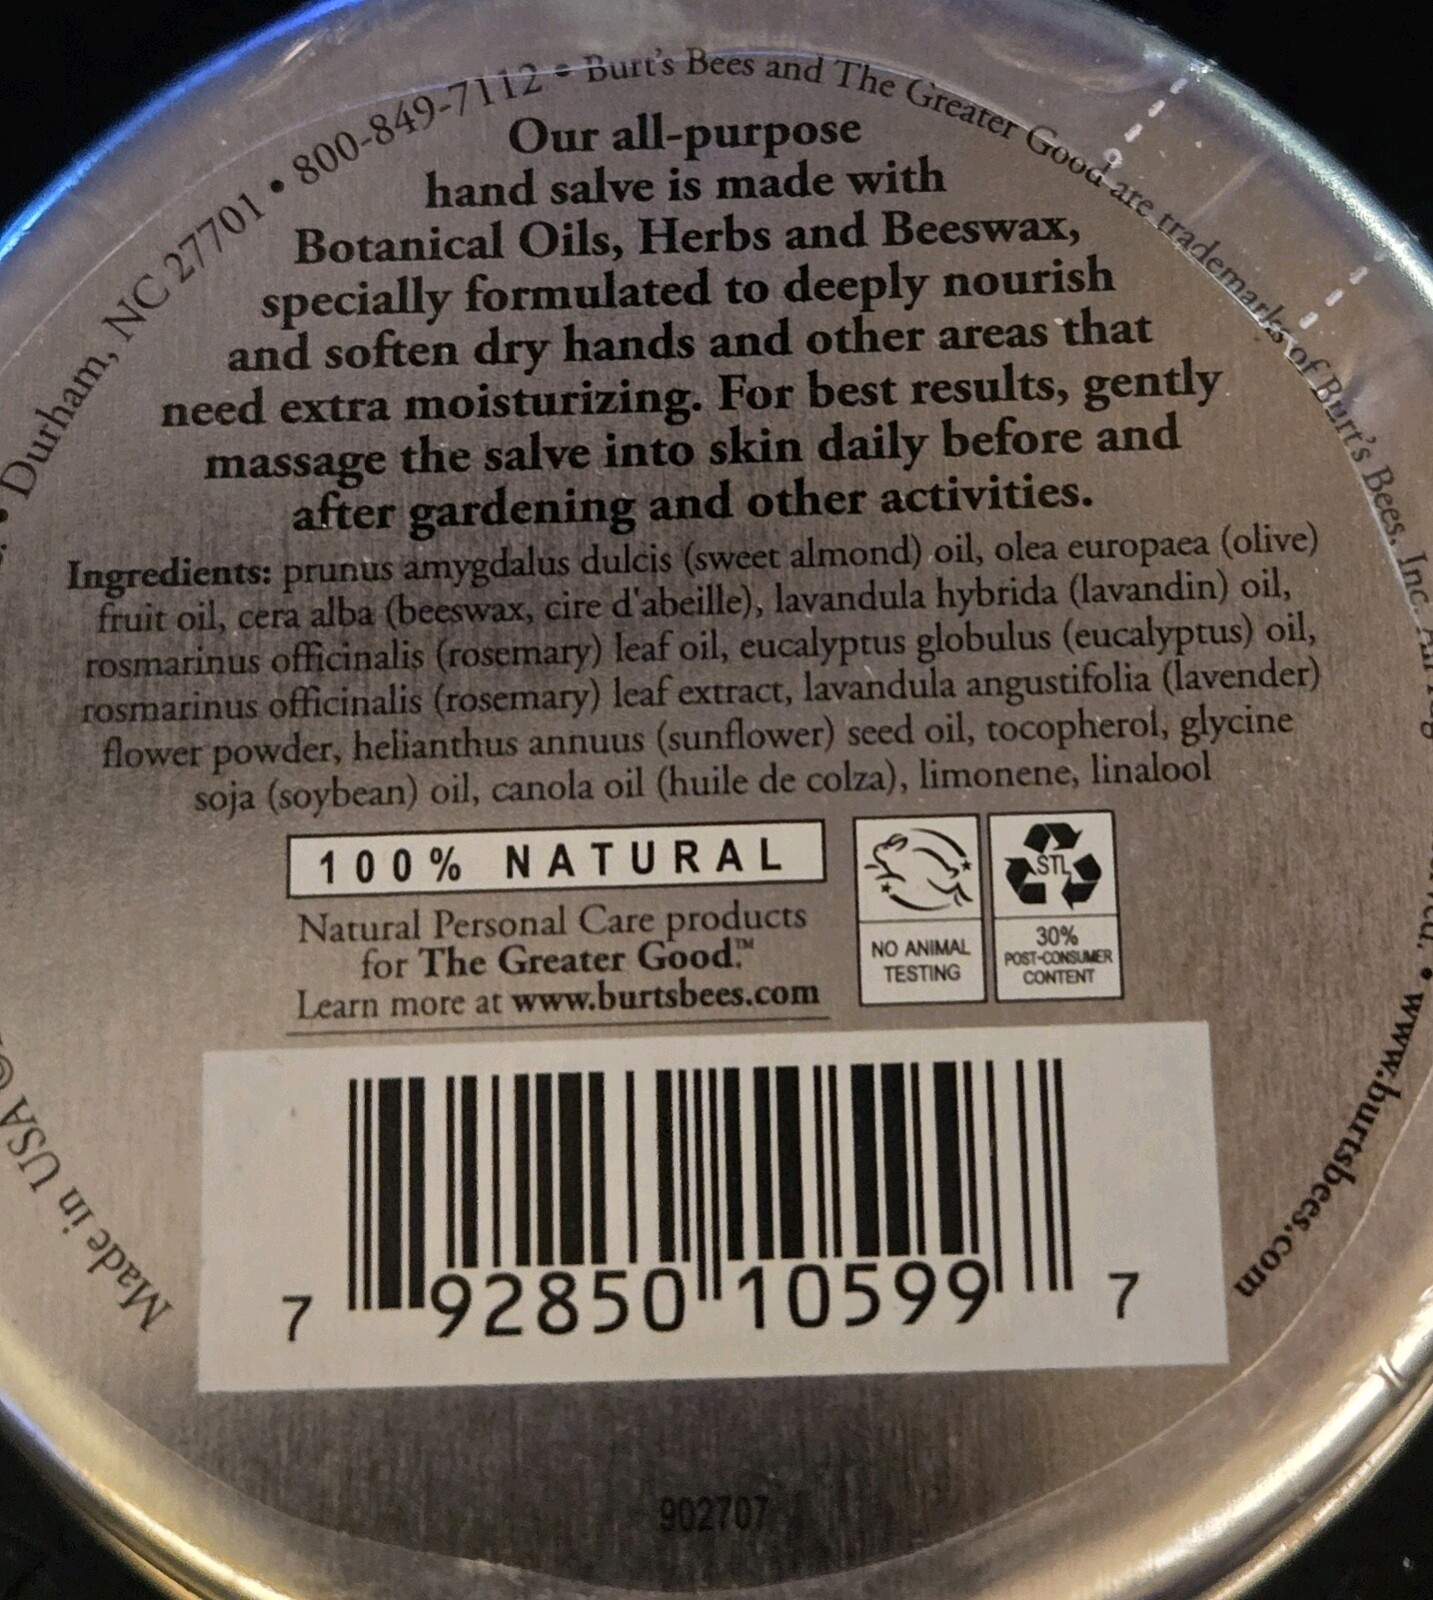 Durham, NC 27701 • 800-849-7112 • Burt's Bees and The Greater Good are trademarks of Burt's Bees, Inc. • www.burtsbees.com
Our all-purpose
hand salve is made with
Botanical Oils, Herbs and Beeswax,
specially formulated to deeply nourish
and soften dry hands and other areas that
need extra moisturizing. For best results, gently
massage the salve into skin daily before and
after gardening and other activities.
Ingredients: prunus amygdalus dulcis (sweet almond) oil, olea europaea (olive)
fruit oil, cera alba (beeswax, cire d'abeille), lavandula hybrida (lavandin) oil,
rosmarinus officinalis (rosemary) leaf oil, eucalyptus globulus (eucalyptus) oil,
rosmarinus officinalis (rosemary) leaf extract, lavandula angustifolia (lavender)
flower powder, helianthus annuus (sunflower) seed oil, tocopherol, glycine
soja (soybean) oil, canola oil (huile de colza), limonene, linalool
100% NATURAL
Natural Personal Care products
for The Greater Good.™
Learn more at www.burtsbees.com
STL
NO ANIMAL
TESTING
30%
POST-CONSUMER
CONTENT
Made in USA
7 92850 10599 7
902707